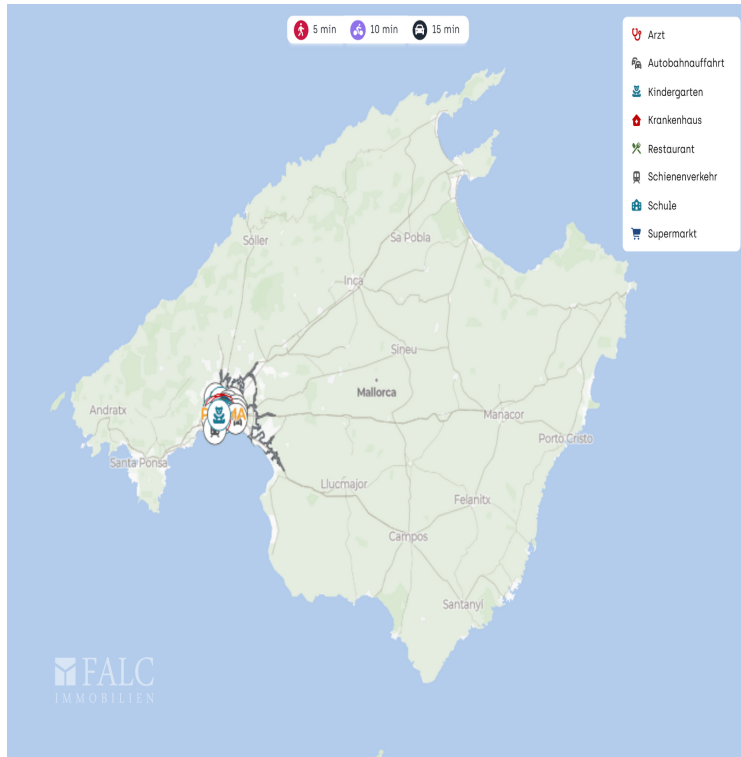 5 min
10 min
15 min
Arzt
Autobahnauffahrt
Kindergarten
Krankenhaus
Restaurant
Schienenverkehr
Schule
Supermarkt
Sóller
Sa Pobla
Inca
Sineu
Mallorca
Andratx
Manacor
Porto Cristo
Santa Ponsa
Llucmajor
Felanitx
Campos
Santanyí
FALC
IMMOBILIEN